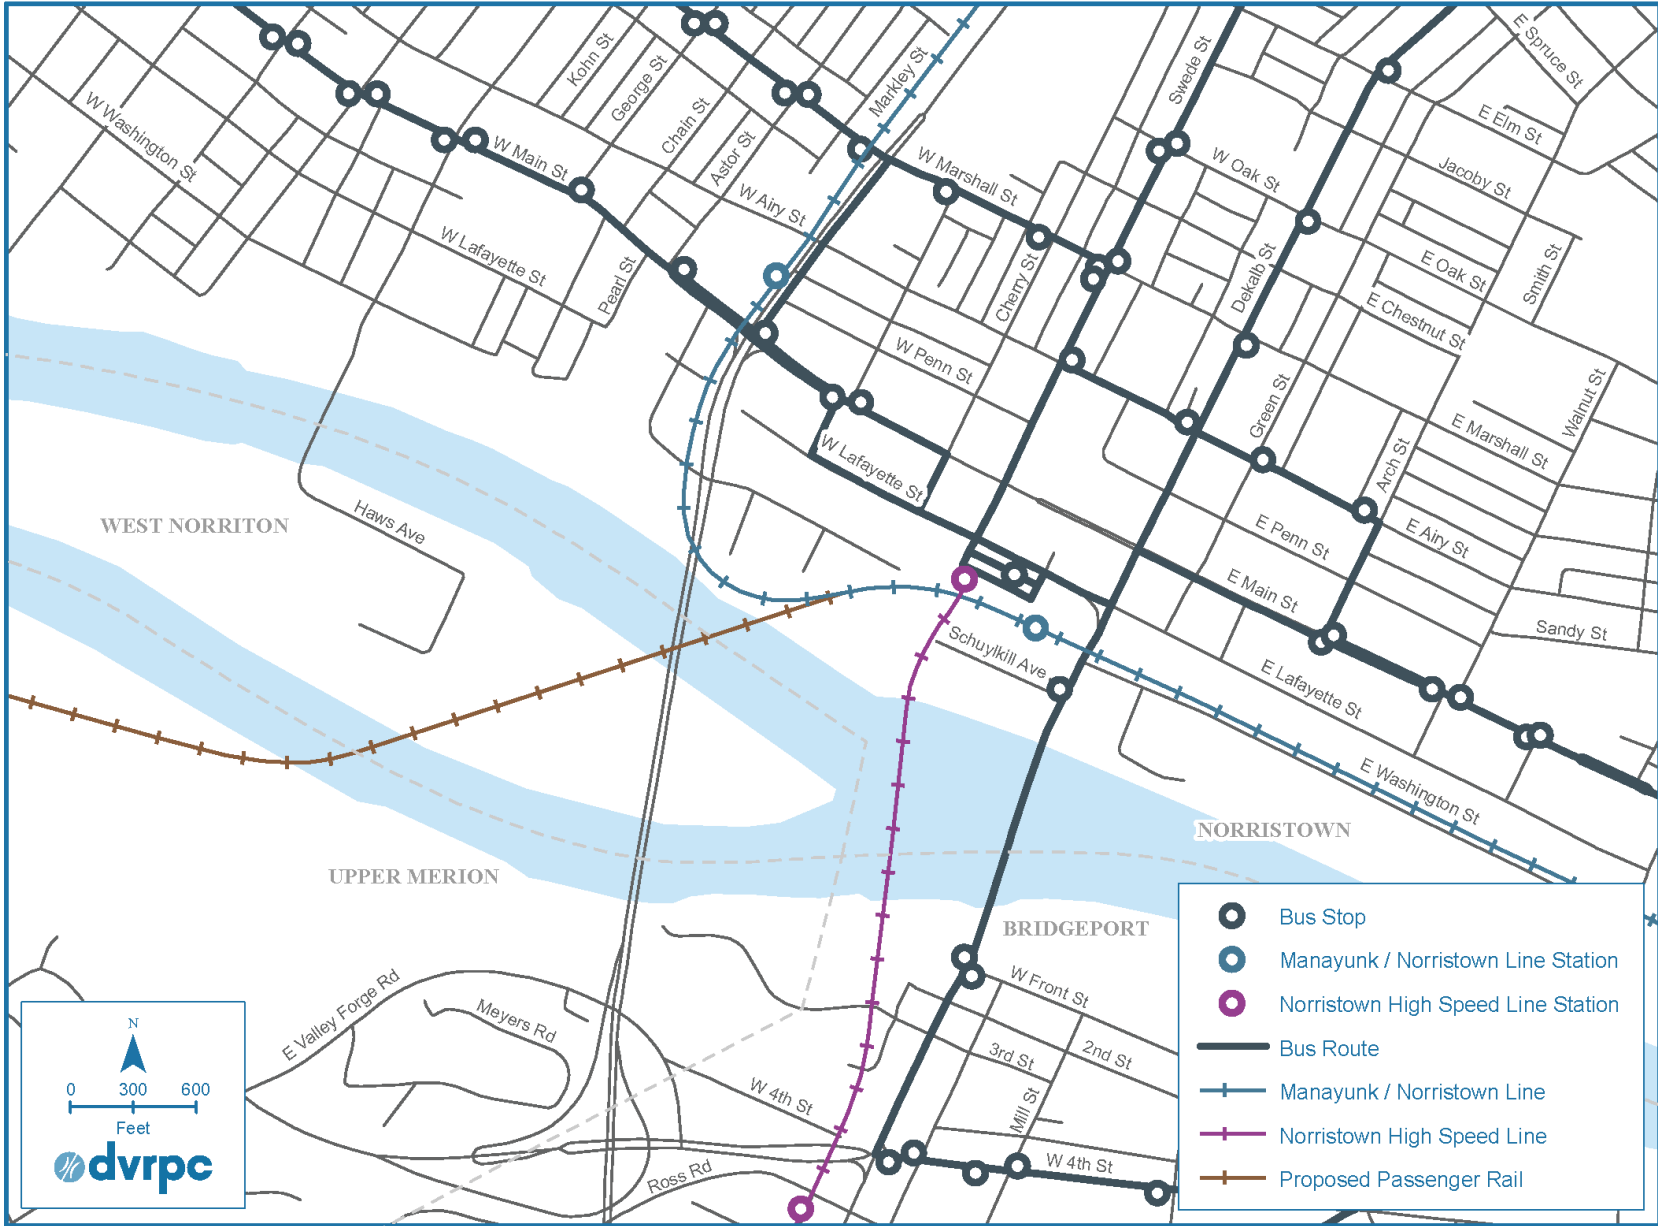 E Spruce St
Kohn St
George St
Markley St
Swede St
W Washington St
Chain St
E Elm St
W Main St
Astor St
W Marshall St
W Oak St
Jacoby St
W Airy St
W Lafayette St
Pearl St
Cherry St
Dekalb St
E Oak St
Smith St
E Chestnut St
W Penn St
Green St
Walnut St
E Marshall St
W Lafayette St
Arch St
WEST NORRITON
Haws Ave
E Penn St
E Airy St
E Main St
Sandy St
Schuylkill Ave
E Lafayette St
E Washington St
NORRISTOWN
UPPER MERION
BRIDGEPORT
W Front St
E Valley Forge Rd
Meyers Rd
3rd St
2nd St
W 4th St
Mill St
W 4th St
Ross Rd
N
0 300 600
Feet
dvrpc
Bus Stop
Manayunk / Norristown Line Station
Norristown High Speed Line Station
Bus Route
Manayunk / Norristown Line
Norristown High Speed Line
Proposed Passenger Rail